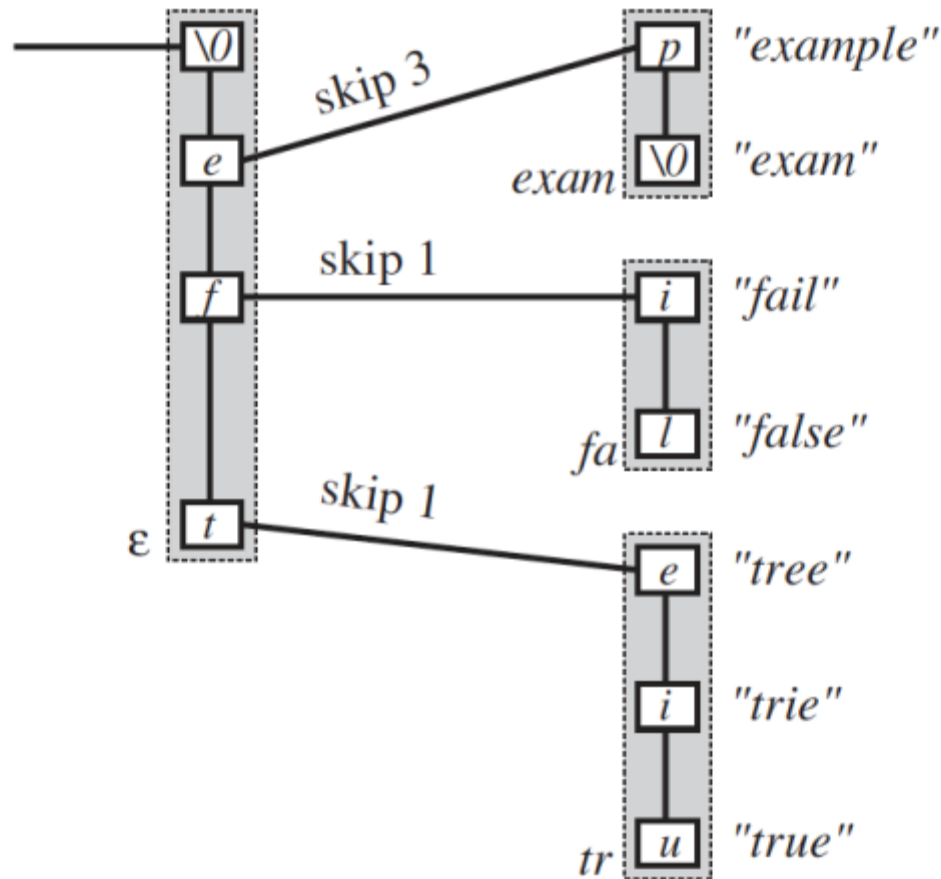 \0 p "example"
skip 3
e \0 "exam"
exam
skip 1
f i "fail"
l "false"
fa
skip 1
t
ε
e "tree"
i "trie"
u "true"
tr